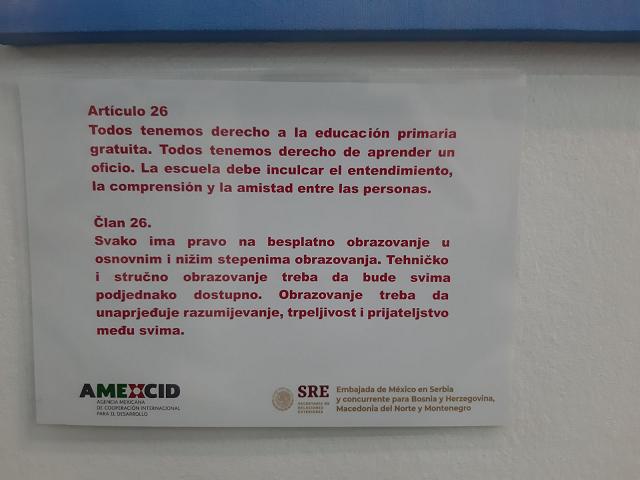 Artículo 26
Todos tenemos derecho a la educación primaria
gratuita. Todos tenemos derecho de aprender un
oficio. La escuela debe inculcar el entendimiento,
la comprensión y la amistad entre las personas.
Član 26.
Svako ima pravo na besplatno obrazovanje u
osnovnim i nižim stepenima obrazovanja. Tehničko
i stručno obrazovanje treba da bude svima
podjednako dostupno. Obrazovanje treba da
unaprjeđuje razumijevanje, trpeljivost i prijateljstvo
među svima.
AMEXCID
AGENCIA MEXICANA
DE COOPERACIÓN INTERNACIONAL
PARA EL DESARROLLO
SRE
SECRETARÍA DE
RELACIONES EXTERIORES
Embajada de México en Serbia
y concurrente para Bosnia y Herzegovina,
Macedonia del Norte y Montenegro